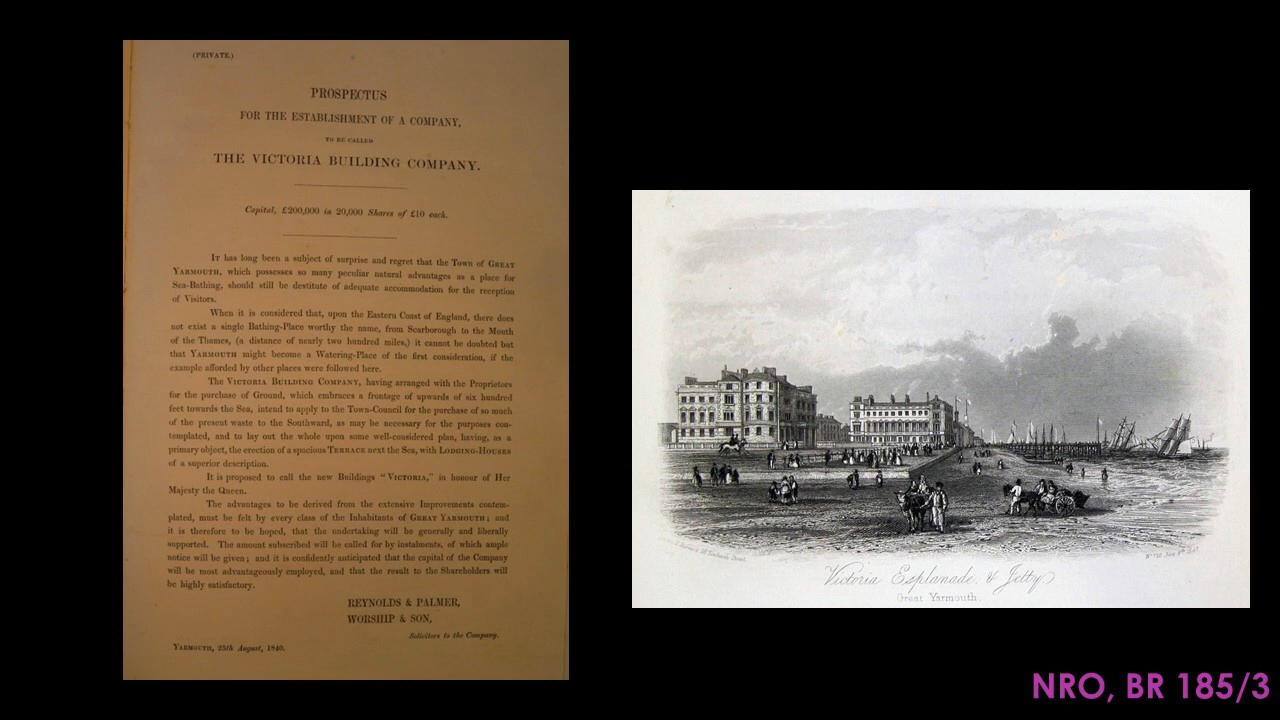 (PRIVATE.)
PROSPECTUS
FOR THE ESTABLISHMENT OF A COMPANY,
TO BE CALLED
THE VICTORIA BUILDING COMPANY.
Capital, £200,000 in 20,000 Shares of £10 each.
It has long been a subject of surprise and regret that the Town of GREAT
YARMOUTH, which possesses so many peculiar natural advantages as a place for
Sea-Bathing, should still be destitute of adequate accommodation for the reception
of Visitors.
When it is considered that, upon the Eastern Coast of England, there does
not exist a single Bathing-Place worthy the name, from Scarborough to the Mouth
of the Thames, (a distance of nearly two hundred miles,) it cannot be doubted but
that YARMOUTH might become a Watering-Place of the first consideration, if the
example afforded by other places were followed here.
The VICTORIA BUILDING COMPANY, having arranged with the Proprietors
for the purchase of Ground, which embraces a frontage of upwards of six hundred
feet towards the Sea, intend to apply to the Town-Council for the purchase of so much
of the present waste to the Southward, as may be necessary for the purposes con-
templated, and to lay out the whole upon some well-considered plan, having, as a
primary object, the erection of a spacious TERRACE next the Sea, with LODGING-HOUSES
of a superior description.
It is proposed to call the new Buildings "VICTORIA," in honour of Her
Majesty the Queen.
The advantages to be derived from the extensive Improvements contem-
plated, must be felt by every class of the Inhabitants of GREAT YARMOUTH; and
it is therefore to be hoped, that the undertaking will be generally and liberally
supported. The amount subscribed will be called for by instalments, of which ample
notice will be given; and it is confidently anticipated that the capital of the Company
will be most advantageously employed, and that the result to the Shareholders will
be highly satisfactory.
REYNOLDS & PALMER,
WORSHIP & SON,
Solicitors to the Company.
YARMOUTH, 25th August, 1840.
Victoria Esplanade, & Jetty
Great Yarmouth.
NRO, BR 185/3